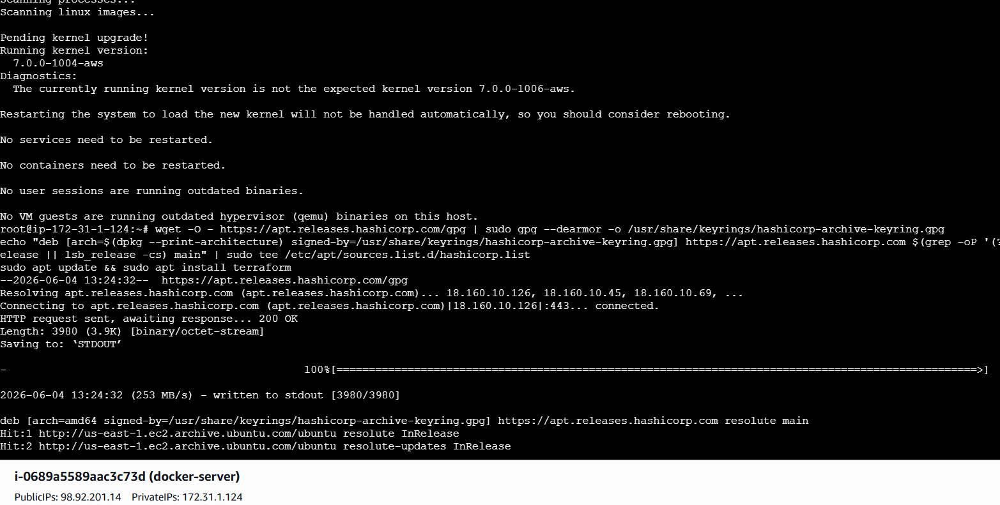 Scanning processes...
Scanning linux images...
Pending kernel upgrade!
Running kernel version:
  7.0.0-1004-aws
Diagnostics:
  The currently running kernel version is not the expected kernel version 7.0.0-1006-aws.
Restarting the system to load the new kernel will not be handled automatically, so you should consider rebooting.
No services need to be restarted.
No containers need to be restarted.
No user sessions are running outdated binaries.
No VM guests are running outdated hypervisor (qemu) binaries on this host.
root@ip-172-31-1-124:~# wget -O - https://apt.releases.hashicorp.com/gpg | sudo gpg --dearmor -o /usr/share/keyrings/hashicorp-archive-keyring.gpg
echo "deb [arch=$(dpkg --print-architecture) signed-by=/usr/share/keyrings/hashicorp-archive-keyring.gpg] https://apt.releases.hashicorp.com $(grep -oP '(?
elease || lsb_release -cs) main" | sudo tee /etc/apt/sources.list.d/hashicorp.list
sudo apt update && sudo apt install terraform
--2026-06-04 13:24:32--  https://apt.releases.hashicorp.com/gpg
Resolving apt.releases.hashicorp.com (apt.releases.hashicorp.com)... 18.160.10.126, 18.160.10.45, 18.160.10.69, ...
Connecting to apt.releases.hashicorp.com (apt.releases.hashicorp.com)|18.160.10.126|:443... connected.
HTTP request sent, awaiting response... 200 OK
Length: 3980 (3.9K) [binary/octet-stream]
Saving to: ‘STDOUT’
-                                              100%[===================================================================================================>]
2026-06-04 13:24:32 (253 MB/s) - written to stdout [3980/3980]
deb [arch=amd64 signed-by=/usr/share/keyrings/hashicorp-archive-keyring.gpg] https://apt.releases.hashicorp.com resolute main
Hit:1 http://us-east-1.ec2.archive.ubuntu.com/ubuntu resolute InRelease
Hit:2 http://us-east-1.ec2.archive.ubuntu.com/ubuntu resolute-updates InRelease
i-0689a5589aac3c73d (docker-server)
PublicIPs: 98.92.201.14    PrivateIPs: 172.31.1.124